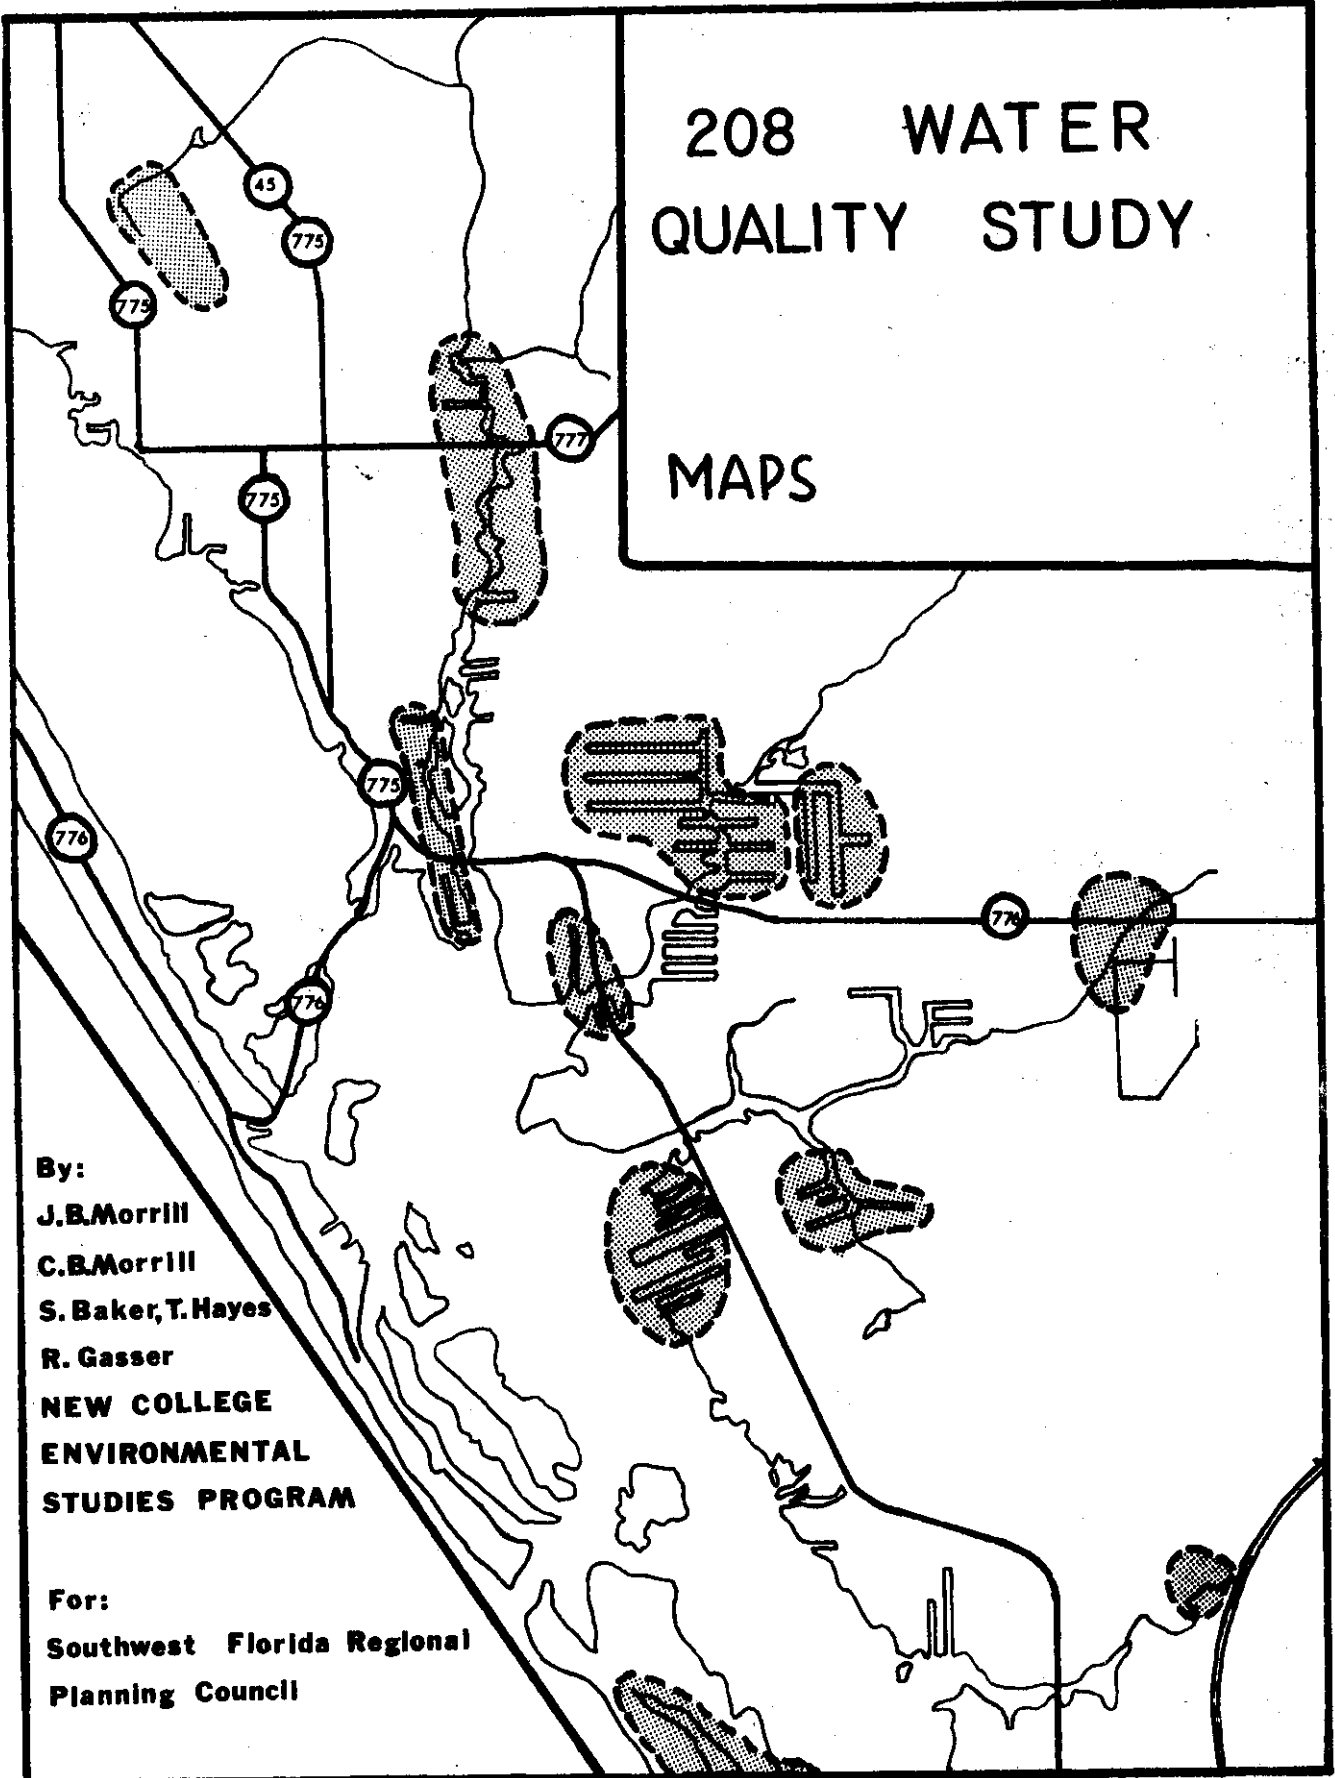 208 WATER
QUALITY STUDY
MAPS
45
775
775
777
775
775
776
776
776
By:
J.B.Morrill
C.B.Morrill
S. Baker, T. Hayes
R. Gasser
NEW COLLEGE
ENVIRONMENTAL
STUDIES PROGRAM
For:
Southwest Florida Regional
Planning Council